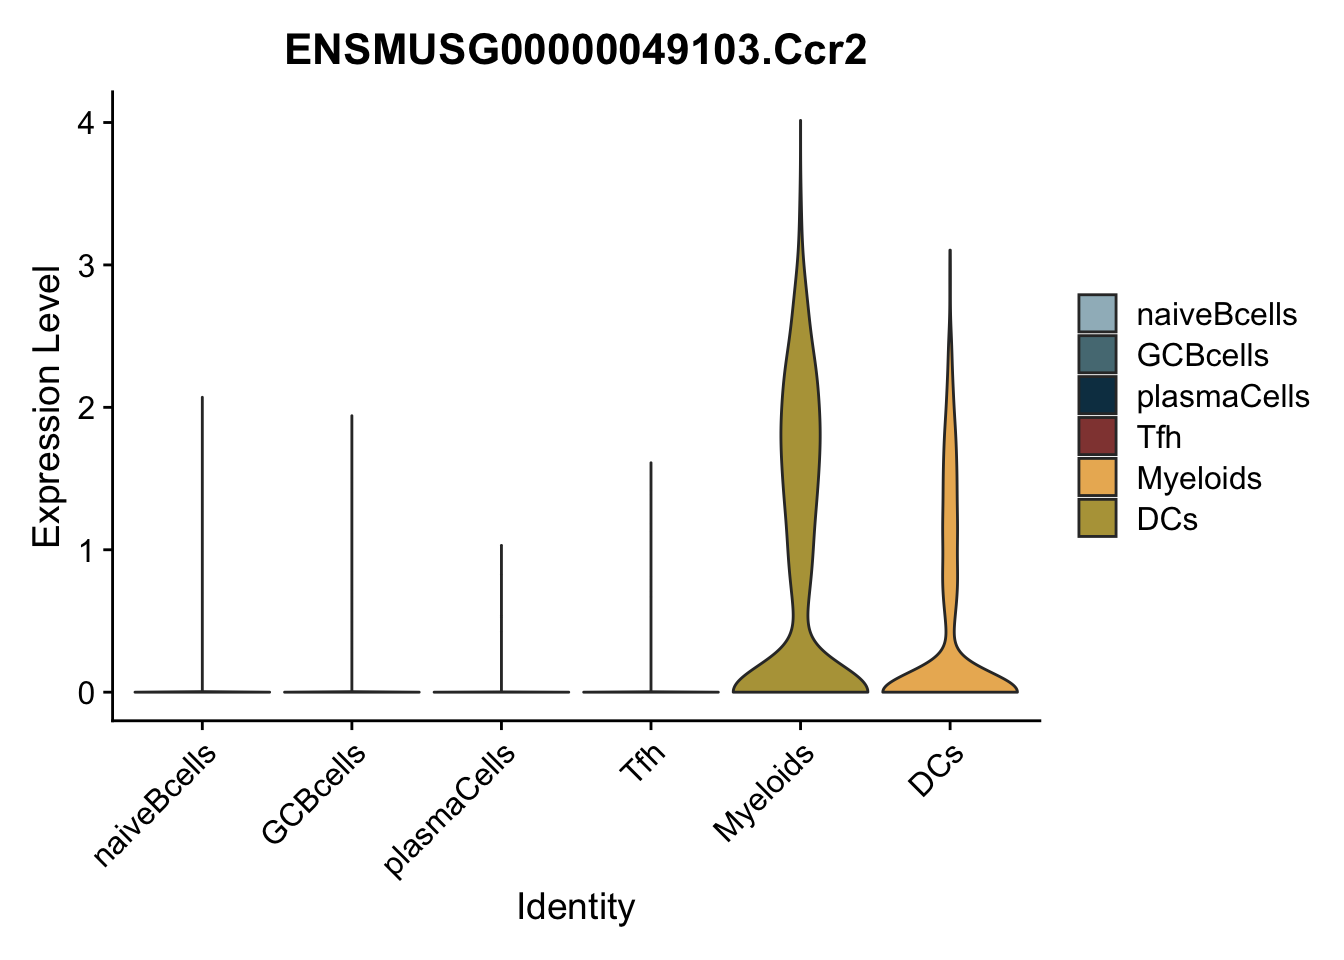 ENSMUSG00000049103.Ccr2
4
3
2
1
0
Expression Level
naiveBcells
GCBcells
plasmaCells
Tfh
Myeloids
DCs
Identity
naiveBcells
GCBcells
plasmaCells
Tfh
Myeloids
DCs